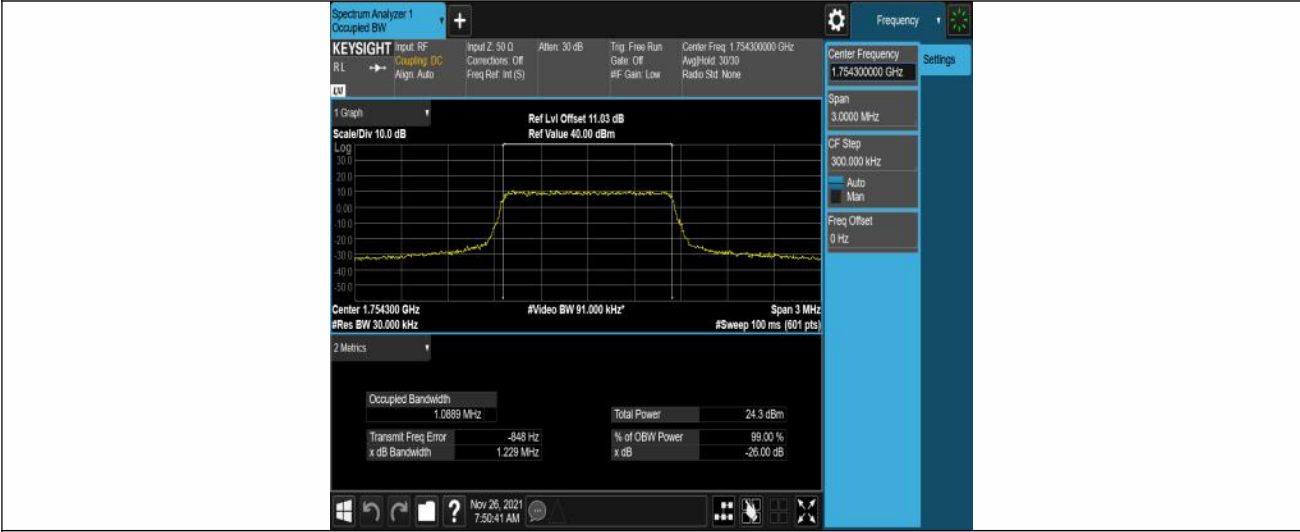 Spectrum Analyzer 1
Occupied BW
Frequency
KEYSIGHT
RL
Input: RF
Coupling: DC
Align: Auto
Input Z: 50 Ω
Corrections: Off
Freq Ref: Int (S)
Atten: 30 dB
Trig: Free Run
Gate: Off
#IF Gain: Low
Center Freq: 1.754300000 GHz
Avg|Hold: 30/30
Radio Std: None
Center Frequency
1.754300000 GHz
Settings
Span
3.0000 MHz
CF Step
300.000 kHz
Auto
Man
Freq Offset
0 Hz
1 Graph
Scale/Div 10.0 dB
Ref Lvl Offset 11.03 dB
Ref Value 40.00 dBm
Log
30.0
20.0
10.0
0.00
-10.0
-20.0
-30.0
-40.0
-50.0
Center 1.754300 GHz
#Video BW 91.000 kHz*
Span 3 MHz
#Res BW 30.000 kHz
#Sweep 100 ms (601 pts)
2 Metrics
Occupied Bandwidth
1.0889 MHz
Total Power 24.3 dBm
Transmit Freq Error -848 Hz
% of OBW Power 99.00 %
x dB Bandwidth 1.229 MHz
x dB -26.00 dB
?
Nov 26, 2021
7:50:41 AM